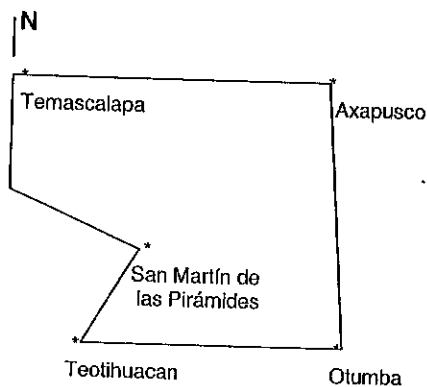 N
Temascalapa
Axapusco
San Martín de
las Pirámides
Teotihuacan
Otumba